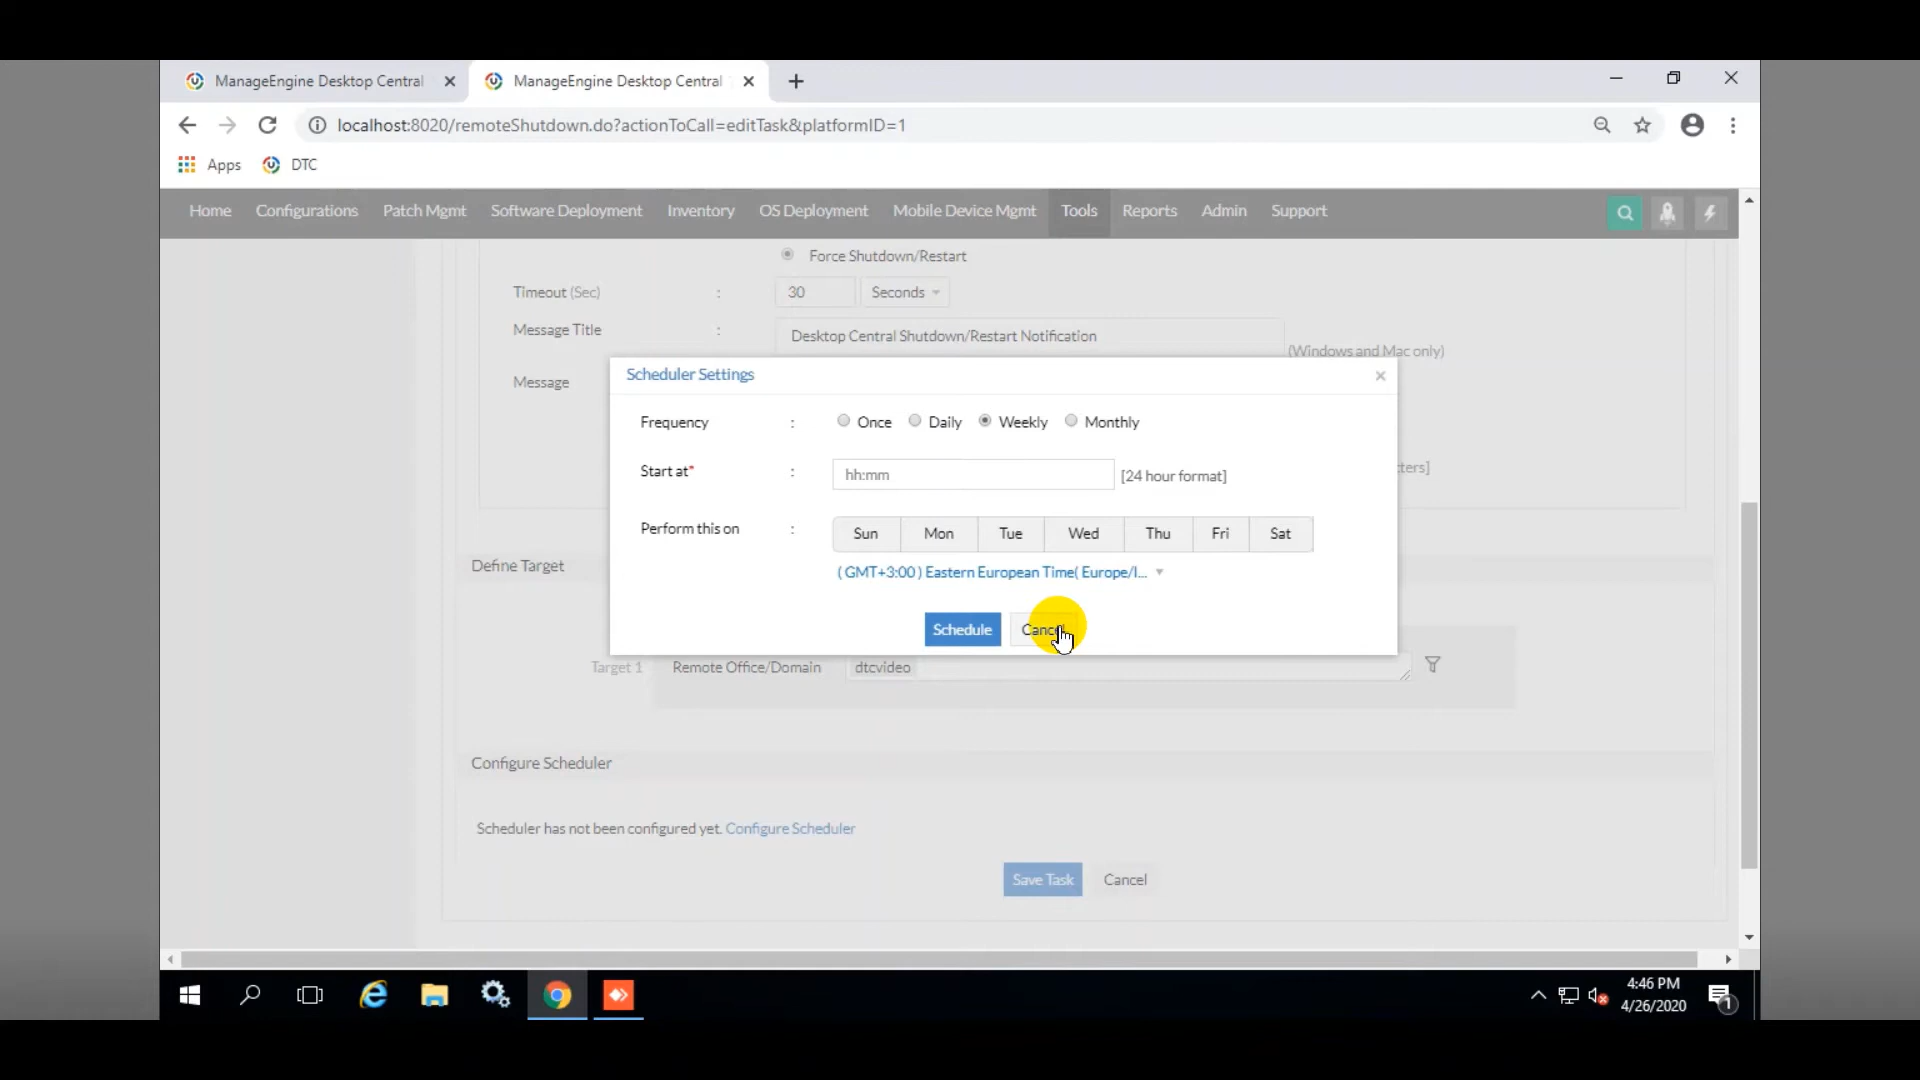 ManageEngine Desktop Central
ManageEngine Desktop Central
localhost:8020/remoteShutdown.do?actionToCall=editTask&platformID=1
Apps
DTC
Home
Configurations
Patch Mgmt
Software Deployment
Inventory
OS Deployment
Mobile Device Mgmt
Tools
Reports
Admin
Support
Force Shutdown/Restart
Timeout (Sec) : 30 Seconds
Message Title : Desktop Central Shutdown/Restart Notification
(Windows and Mac only)
Message
Scheduler Settings
Frequency : Once Daily Weekly Monthly
Start at* : hh:mm [24 hour format]
Perform this on : Sun Mon Tue Wed Thu Fri Sat
( GMT+3:00 ) Eastern European Time( Europe/I...
Schedule Cancel
ters]
Define Target
Target 1 Remote Office/Domain dtcvideo
Configure Scheduler
Scheduler has not been configured yet. Configure Scheduler
Save Task Cancel
4:46 PM
4/26/2020
1